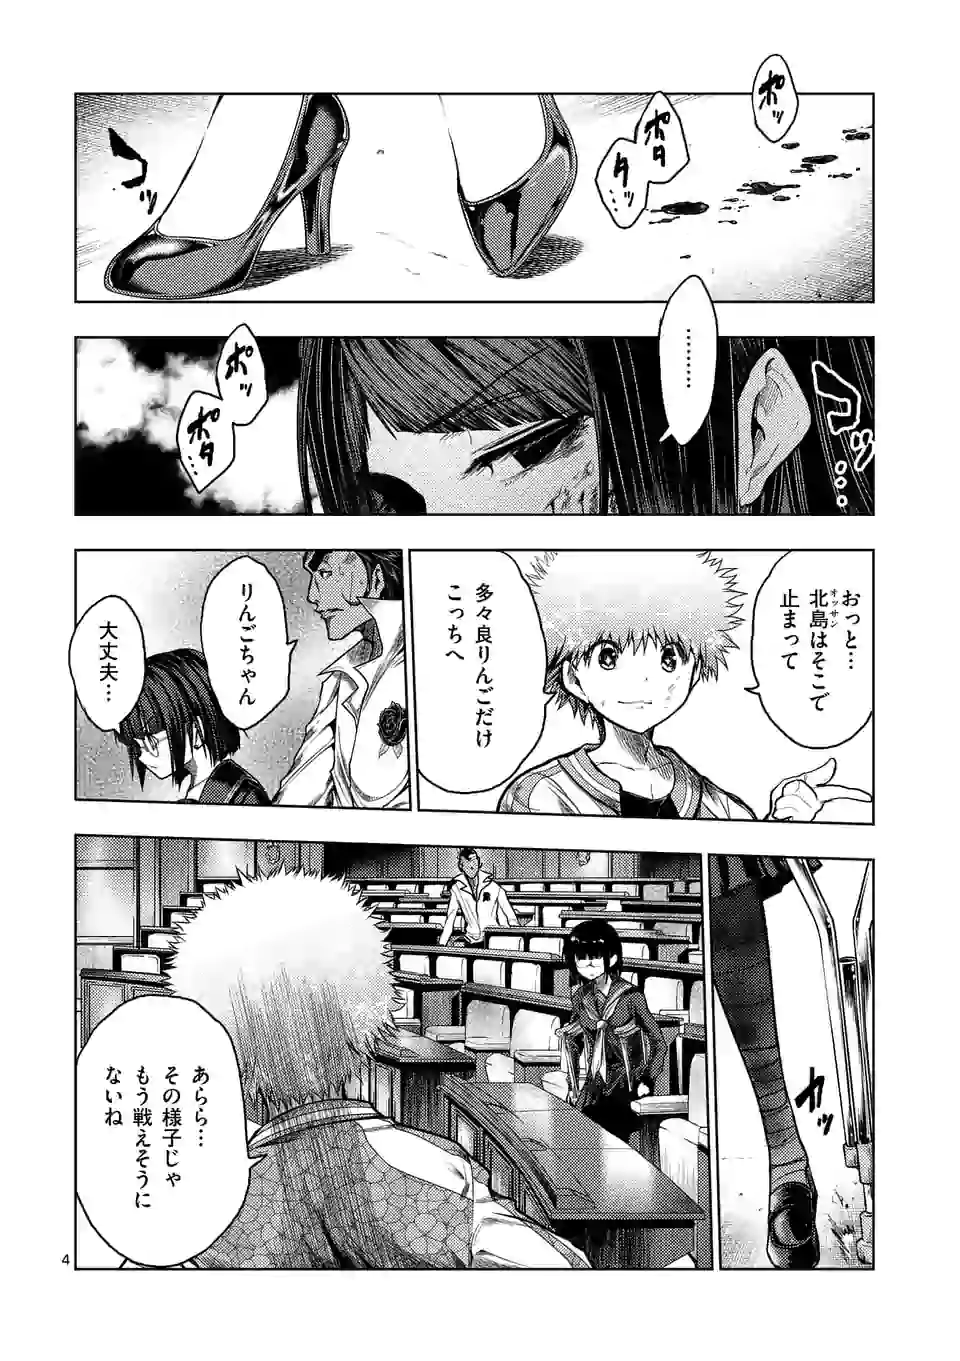 ポッ
ポタ
タッ
コッ
………
コッ…
ポッ
ポタ…
おっと…
北島はそこで
オッサン
止まって
多々良りんごだけ
こっちへ
りんごちゃん
大丈夫…
カッ
あらら…
その様子じゃ
もう戦えそうに
ないね
4